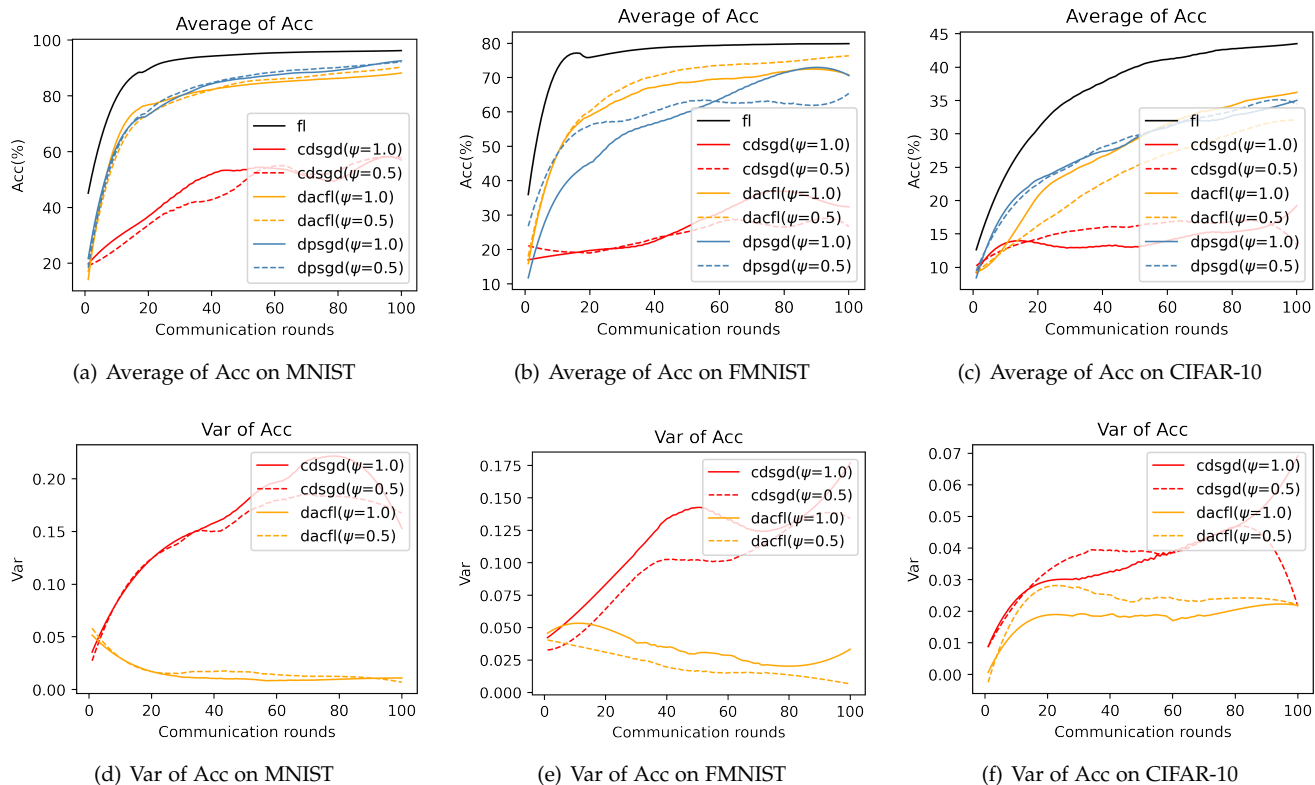 Average of Acc
Acc(%)
100
80
60
40
20
fl
cdsgd(ψ=1.0)
cdsgd(ψ=0.5)
dacfl(ψ=1.0)
dacfl(ψ=0.5)
dpsgd(ψ=1.0)
dpsgd(ψ=0.5)
0 20 40 60 80 100
Communication rounds
(a) Average of Acc on MNIST
Average of Acc
Acc(%)
80
70
60
50
40
30
20
10
fl
cdsgd(ψ=1.0)
cdsgd(ψ=0.5)
dacfl(ψ=1.0)
dacfl(ψ=0.5)
dpsgd(ψ=1.0)
dpsgd(ψ=0.5)
0 20 40 60 80 100
Communication rounds
(b) Average of Acc on FMNIST
Average of Acc
Acc(%)
45
40
35
30
25
20
15
10
fl
cdsgd(ψ=1.0)
cdsgd(ψ=0.5)
dacfl(ψ=1.0)
dacfl(ψ=0.5)
dpsgd(ψ=1.0)
dpsgd(ψ=0.5)
0 20 40 60 80 100
Communication rounds
(c) Average of Acc on CIFAR-10
Var of Acc
Var
0.20
0.15
0.10
0.05
0.00
cdsgd(ψ=1.0)
cdsgd(ψ=0.5)
dacfl(ψ=1.0)
dacfl(ψ=0.5)
0 20 40 60 80 100
Communication rounds
(d) Var of Acc on MNIST
Var of Acc
Var
0.175
0.150
0.125
0.100
0.075
0.050
0.025
0.000
cdsgd(ψ=1.0)
cdsgd(ψ=0.5)
dacfl(ψ=1.0)
dacfl(ψ=0.5)
0 20 40 60 80 100
Communication rounds
(e) Var of Acc on FMNIST
Var of Acc
Var
0.07
0.06
0.05
0.04
0.03
0.02
0.01
0.00
cdsgd(ψ=1.0)
cdsgd(ψ=0.5)
dacfl(ψ=1.0)
dacfl(ψ=0.5)
0 20 40 60 80 100
Communication rounds
(f) Var of Acc on CIFAR-10